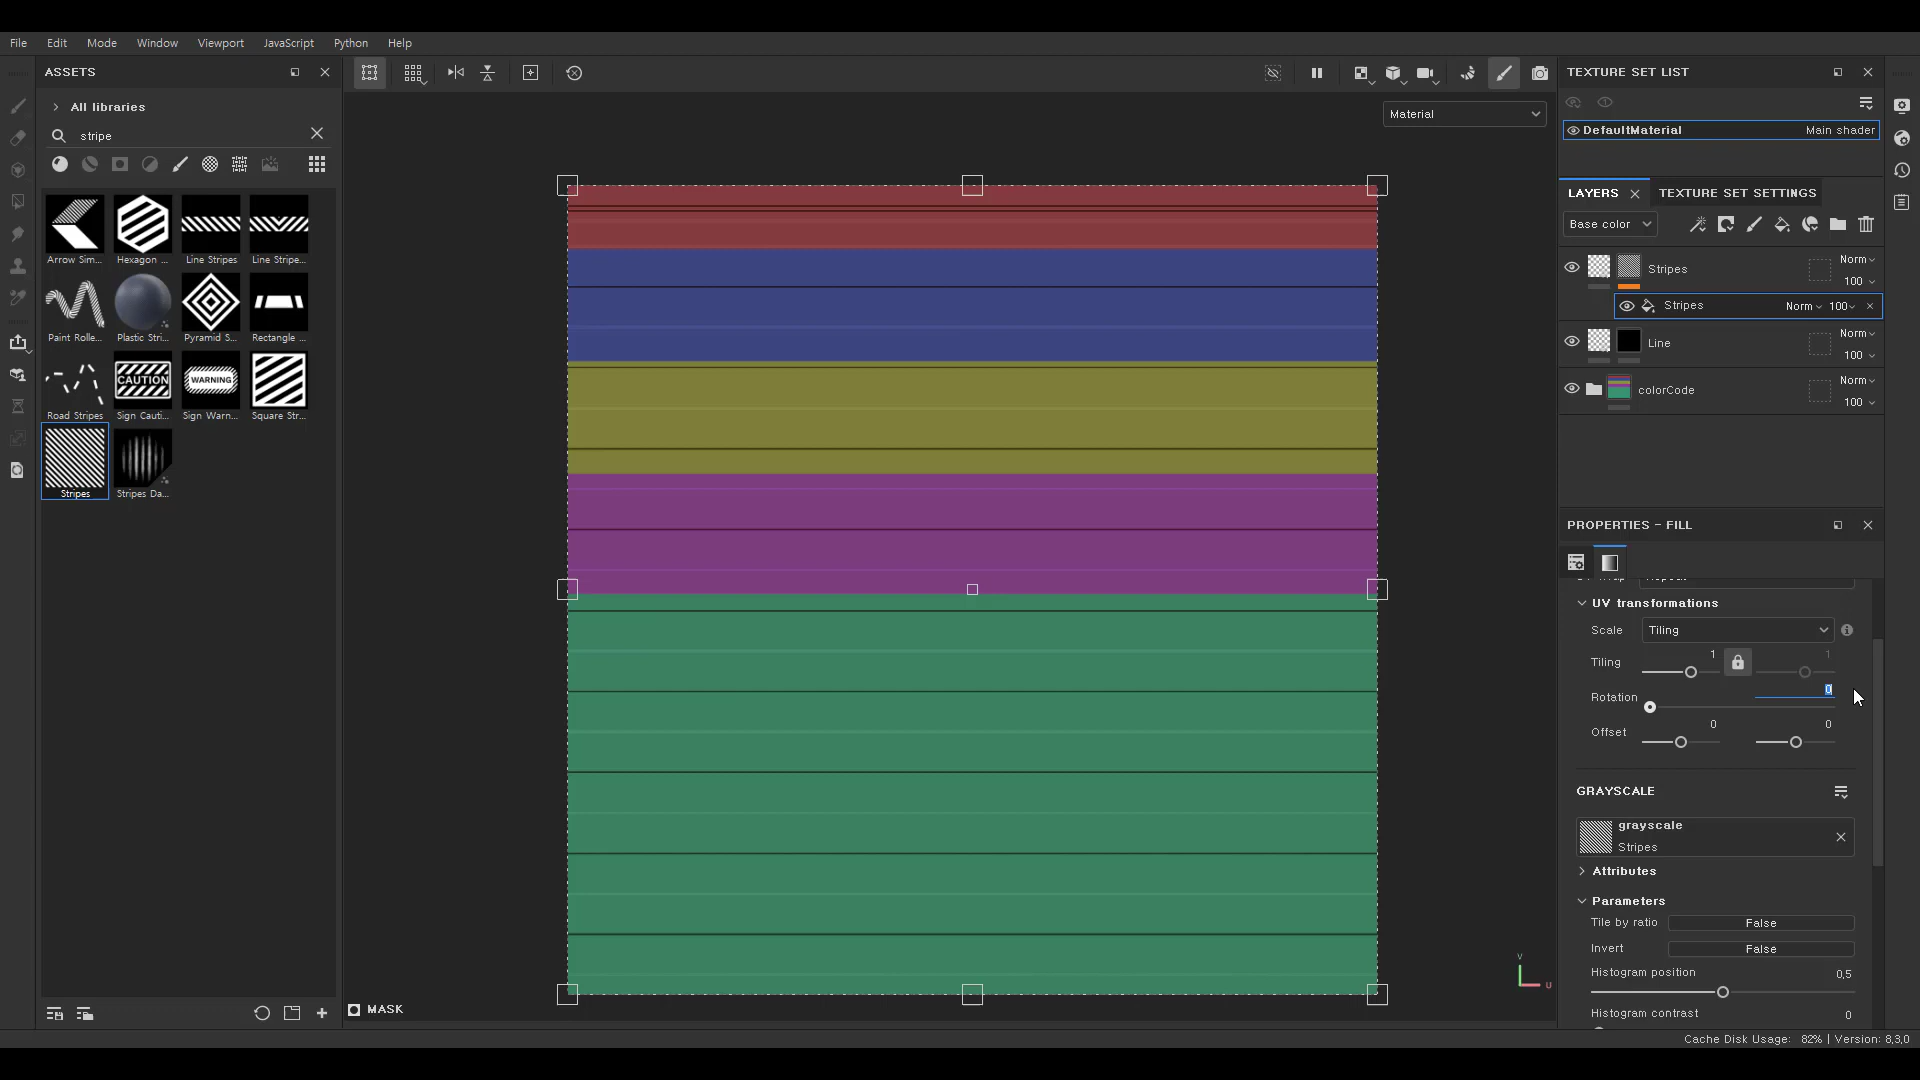 File Edit Mode Window Viewport JavaScript Python Help
ASSETS
All libraries
stripe
Arrow Sim... Hexagon ... Line Stripes Line Stripe...
Paint Rolle... Plastic Stri... Pyramid S... Rectangle ...
CAUTION WARNING
Road Stripes Sign Cauti... Sign Warn... Square Str...
Stripes Stripes Da...
Material
MASK
V
U
TEXTURE SET LIST
DefaultMaterial Main shader
LAYERS TEXTURE SET SETTINGS
Base color
Stripes Norm
100
Stripes Norm 100
Line Norm
100
colorCode Norm
100
PROPERTIES - FILL
UV transformations
Scale Tiling
Tiling 1 1
Rotation 0
Offset 0 0
GRAYSCALE
grayscale
Stripes
Attributes
Parameters
Tile by ratio False
Invert False
Histogram position 0,5
Histogram contrast 0
Cache Disk Usage: 82% | Version: 8,3,0